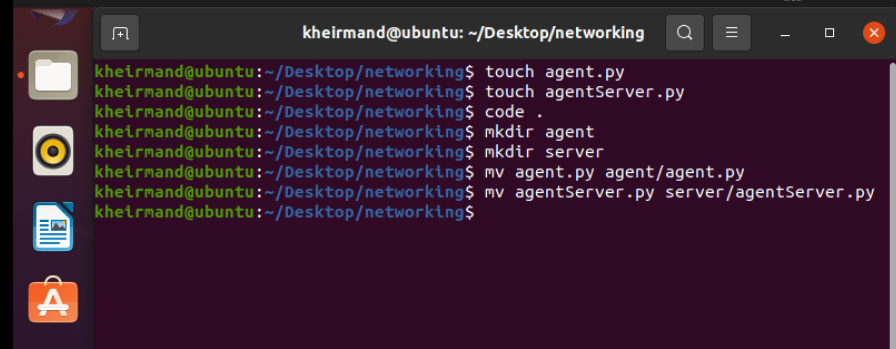 kheirmand@ubuntu: ~/Desktop/networking
kheirmand@ubuntu:~/Desktop/networking$ touch agent.py
kheirmand@ubuntu:~/Desktop/networking$ touch agentServer.py
kheirmand@ubuntu:~/Desktop/networking$ code .
kheirmand@ubuntu:~/Desktop/networking$ mkdir agent
kheirmand@ubuntu:~/Desktop/networking$ mkdir server
kheirmand@ubuntu:~/Desktop/networking$ mv agent.py agent/agent.py
kheirmand@ubuntu:~/Desktop/networking$ mv agentServer.py server/agentServer.py
kheirmand@ubuntu:~/Desktop/networking$